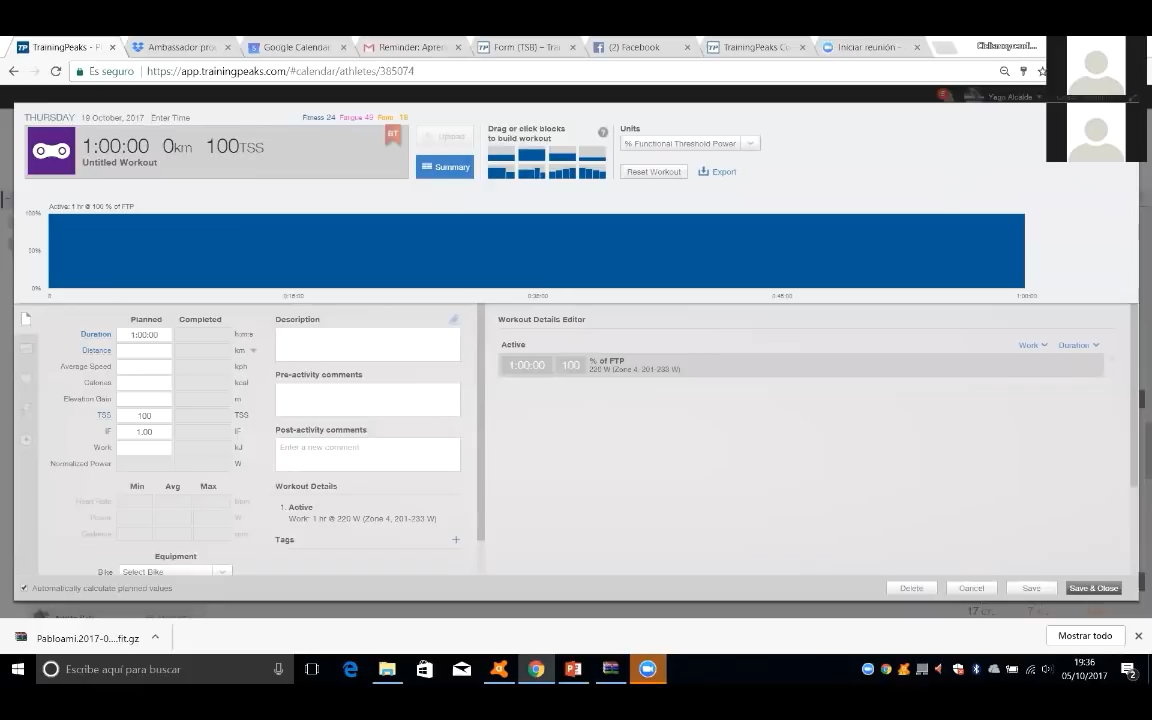 TrainingPeaks - P
Ambassador pro
Google Calendar
Reminder: Apren
Form (TSB) – Tra
(2) Facebook
TrainingPeaks Co
Iniciar reunión -
Es seguro
https://app.trainingpeaks.com/#calendar/athletes/385074
Yago Alcalde
THURSDAY 19 October, 2017 Enter Time
Fitness 24 Fatigue 49 Form 18
1:00:00 0km 100TSS
Untitled Workout
BT
Upload
Summary
Drag or click blocks
to build workout
?
Units
% Functional Threshold Power
Reset Workout
Export
Active: 1 hr @ 100 % of FTP
100%
50%
0%
0
0:15:00
0:30:00
0:45:00
1:00:00
Planned Completed
Duration 1:00:00 h:m:s
Distance km
Average Speed kph
Calories kcal
Elevation Gain m
TSS 100 TSS
IF 1.00 IF
Work kJ
Normalized Power W
Min Avg Max
Heart Rate bpm
Power W
Cadence rpm
Equipment
Bike Select Bike
Description
Pre-activity comments
Post-activity comments
Enter a new comment
Workout Details
1. Active
Work: 1 hr @ 220 W (Zone 4, 201-233 W)
Tags +
Workout Details Editor
Active
Work Duration
1:00:00 100 % of FTP
220 W (Zone 4, 201-233 W)
Automatically calculate planned values
Delete
Cancel
Save
Save & Close
Pabloami.2017-0....fit.gz
Mostrar todo
Escribe aquí para buscar
19:36
05/10/2017
2